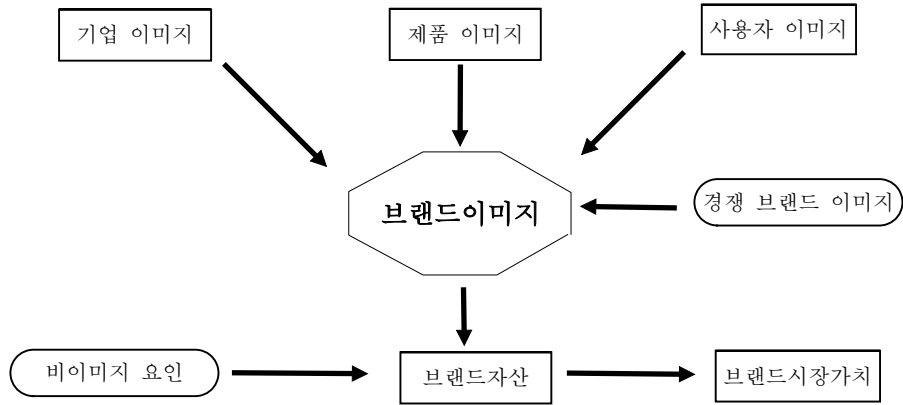 기업 이미지
제품 이미지
사용자 이미지
브랜드이미지
경쟁 브랜드 이미지
비이미지 요인
브랜드자산
브랜드시장가치